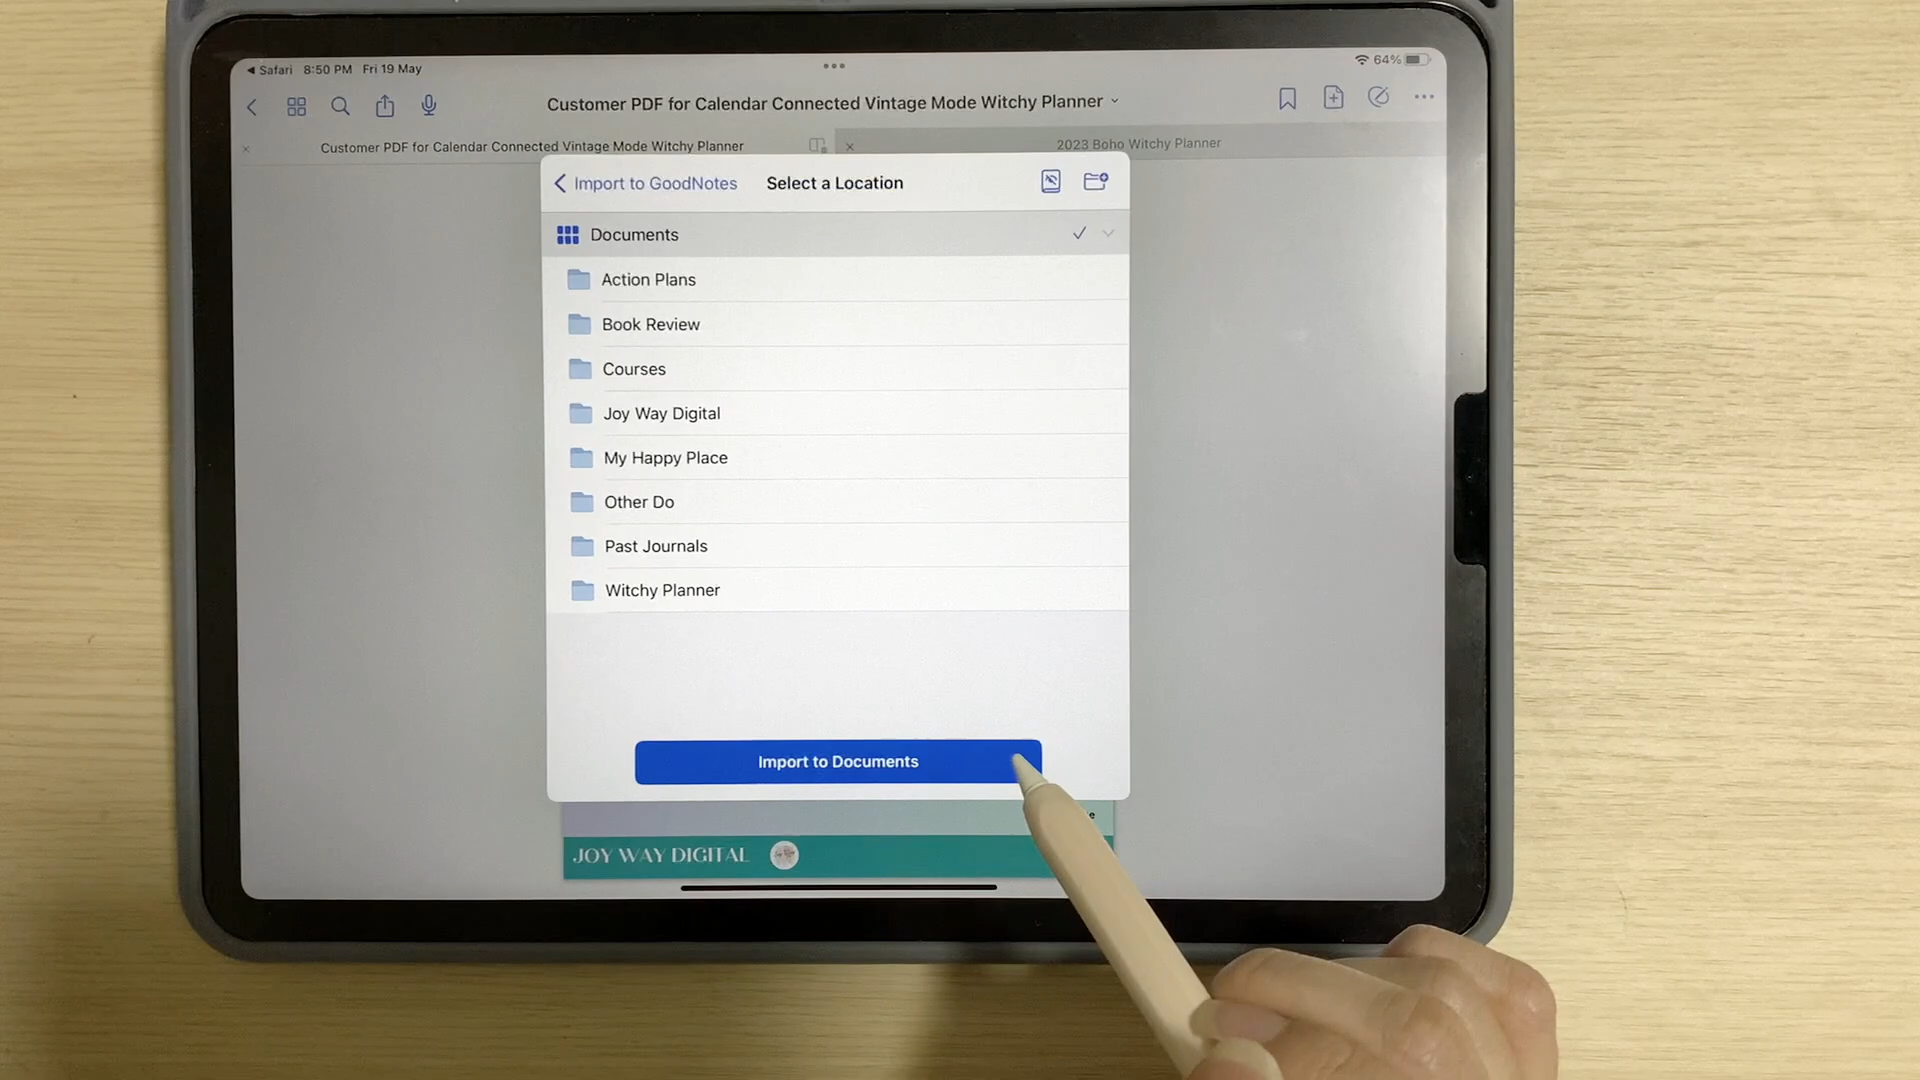 Safari 8:50 PM Fri 19 May
64%
Customer PDF for Calendar Connected Vintage Mode Witchy Planner
Customer PDF for Calendar Connected Vintage Mode Witchy Planner
2023 Boho Witchy Planner
Import to GoodNotes
Select a Location
Documents
Action Plans
Book Review
Courses
Joy Way Digital
My Happy Place
Other Do
Past Journals
Witchy Planner
Import to Documents
JOY WAY DIGITAL